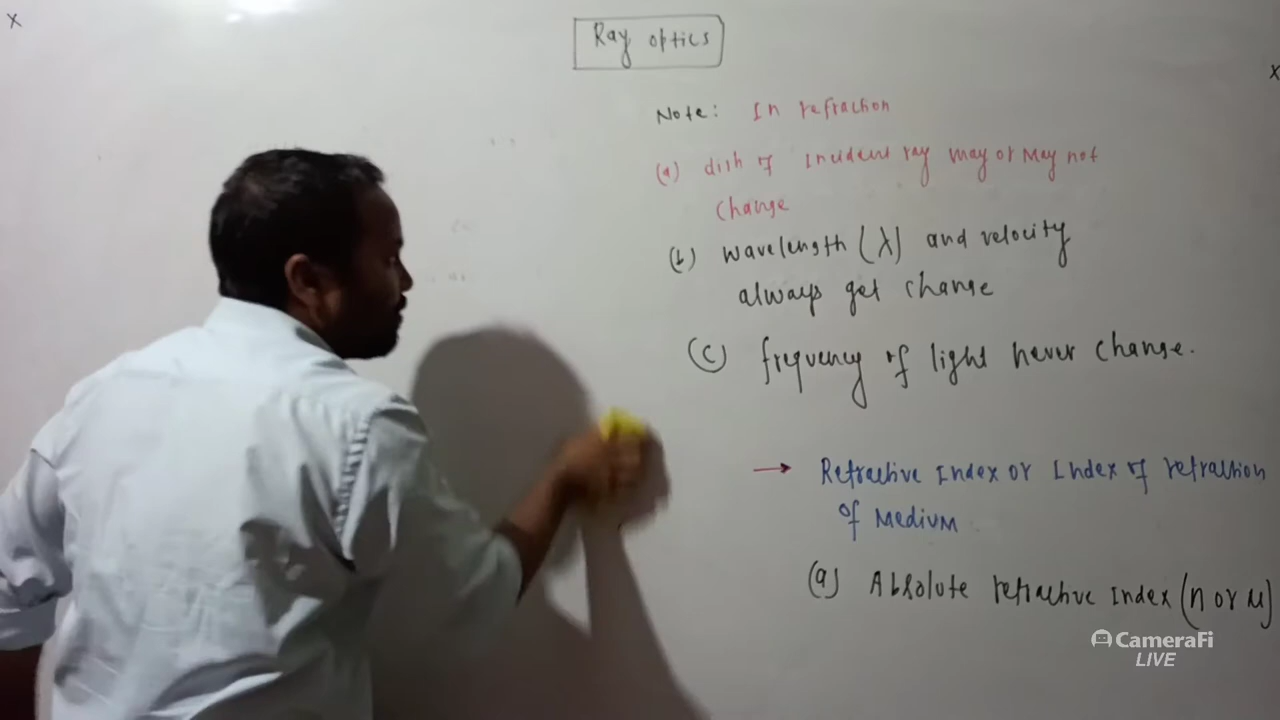 x
Ray optics
x
Note: In refraction
(a) dirn of Incident ray may or May not
change
(b) wavelength (λ) and velocity
always get change
(c) frequency of light never change.
→ Refractive Index or Index of refraction
of Medium
(a) Absolute refractive Index (n or μ)
CameraFi
LIVE